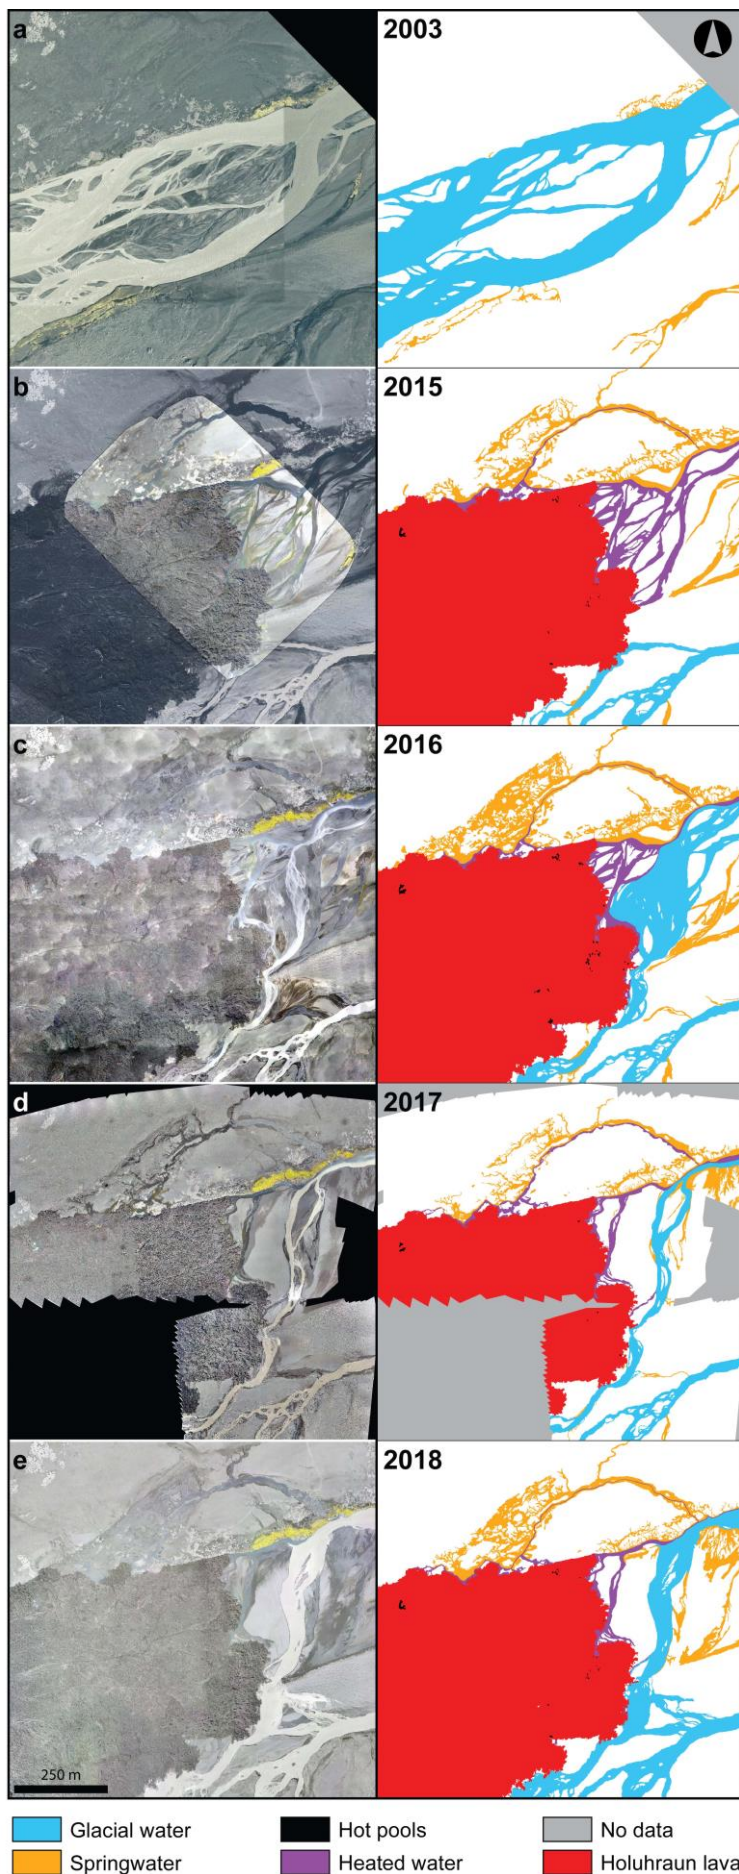 a
2003
b
2015
c
2016
d
2017
e
2018
250 m
Glacial water
Hot pools
No data
Springwater
Heated water
Holuhraun lava